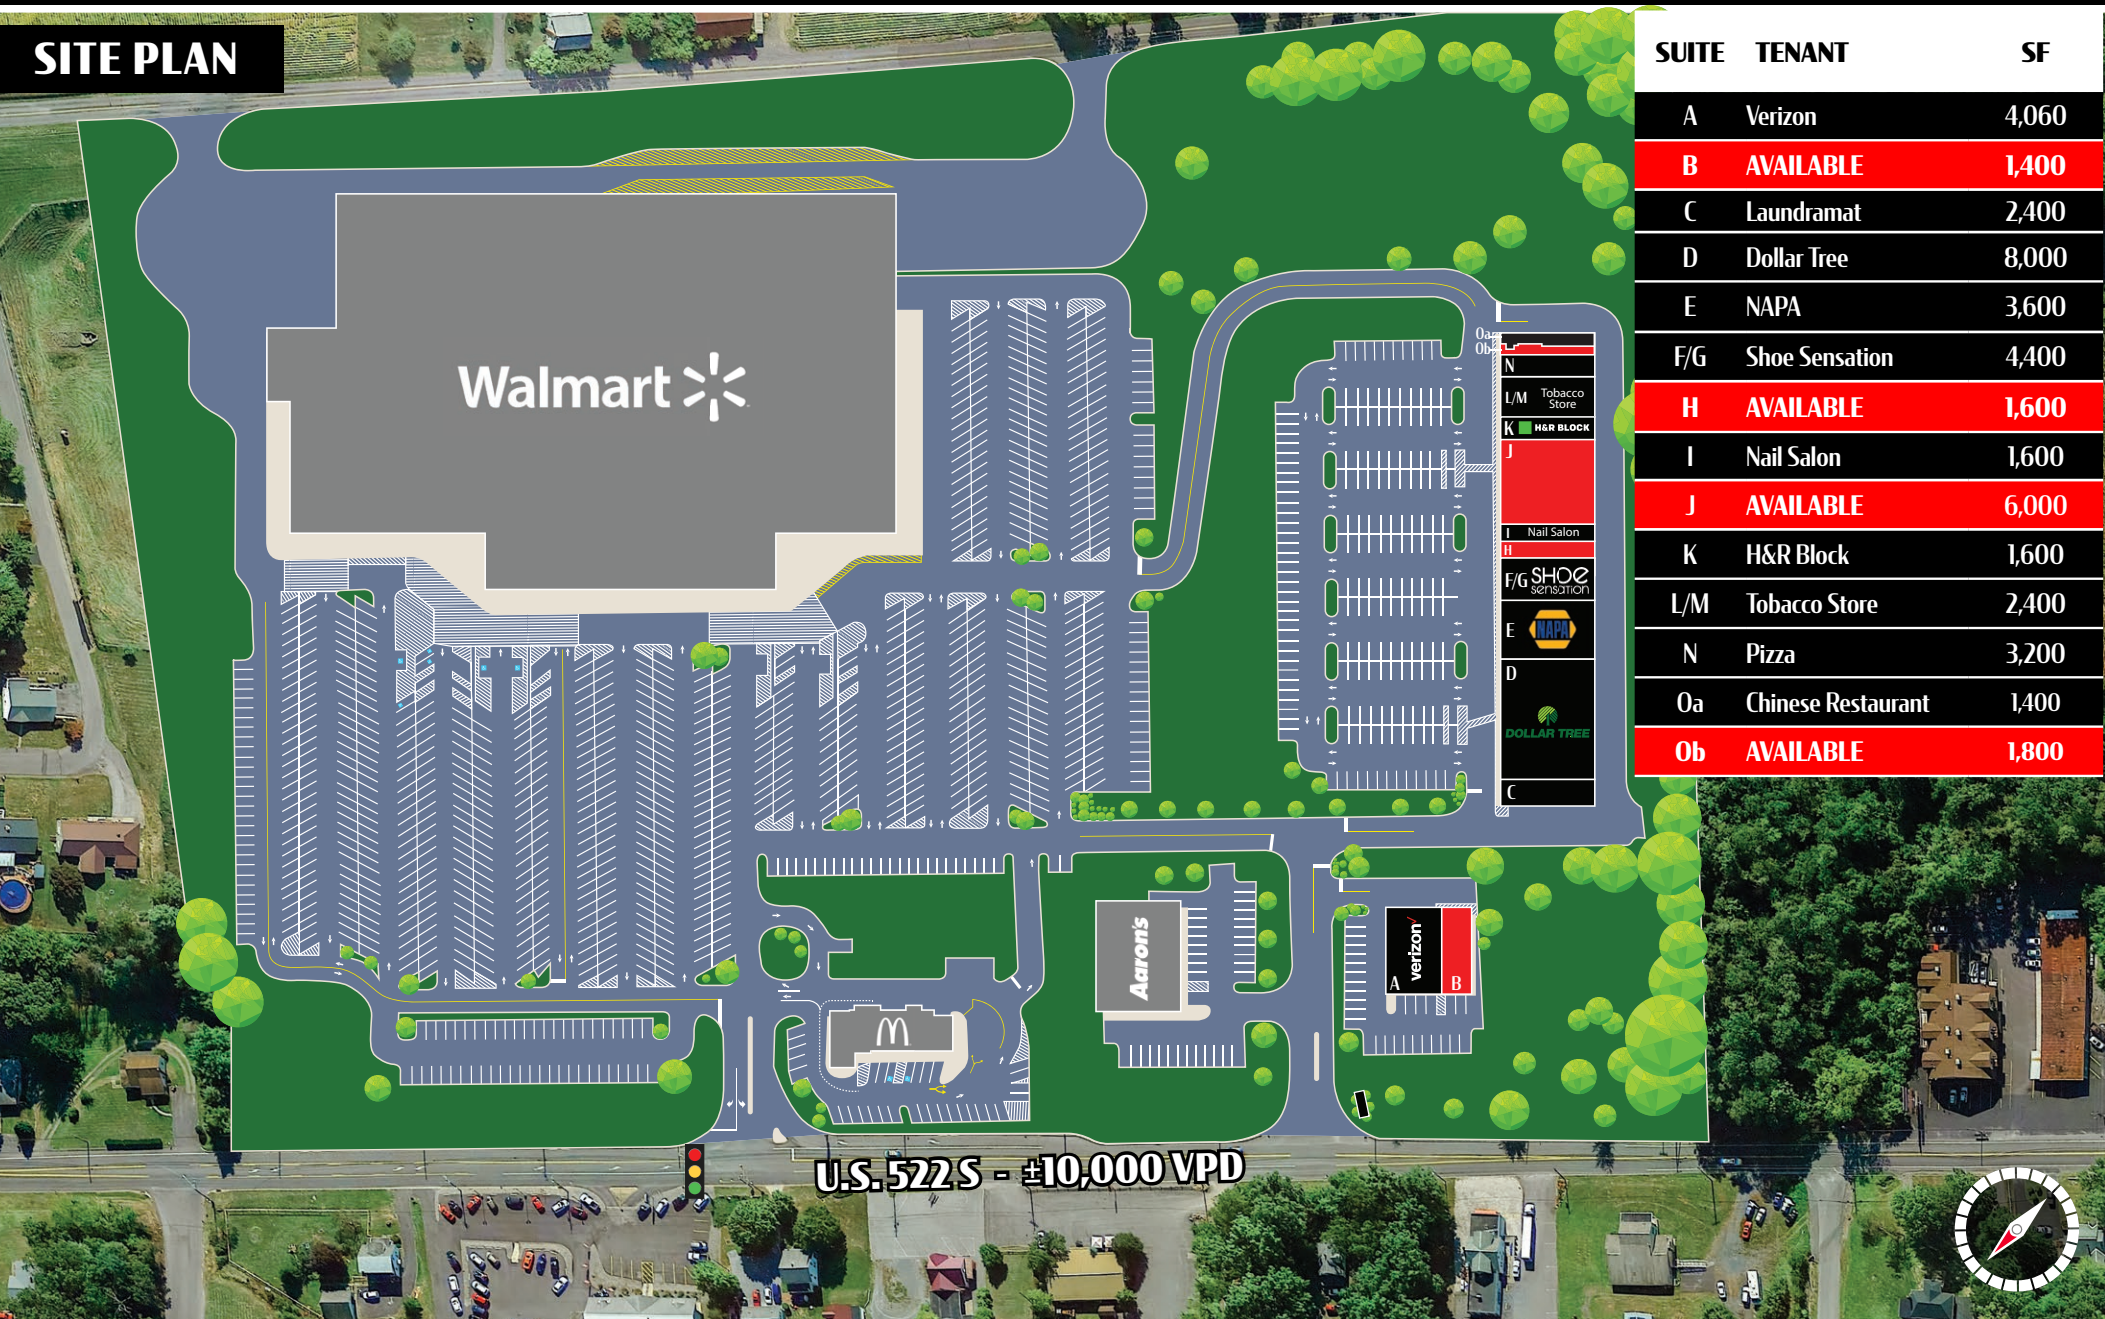 SITE PLAN
SUITE TENANT SF
A Verizon 4,060
B AVAILABLE 1,400
C Laundramat 2,400
D Dollar Tree 8,000
E NAPA 3,600
F/G Shoe Sensation 4,400
H AVAILABLE 1,600
I Nail Salon 1,600
J AVAILABLE 6,000
K H&R Block 1,600
L/M Tobacco Store 2,400
N Pizza 3,200
Oa Chinese Restaurant 1,400
Ob AVAILABLE 1,800
Walmart
Oa
Ob
N
L/M Tobacco
Store
K H&R BLOCK
J
I Nail Salon
H
F/G SHOE
sensation
E NAPA
D
DOLLAR TREE
C
Aaron's
verizon
A B
U.S. 522 S - ±10,000 VPD